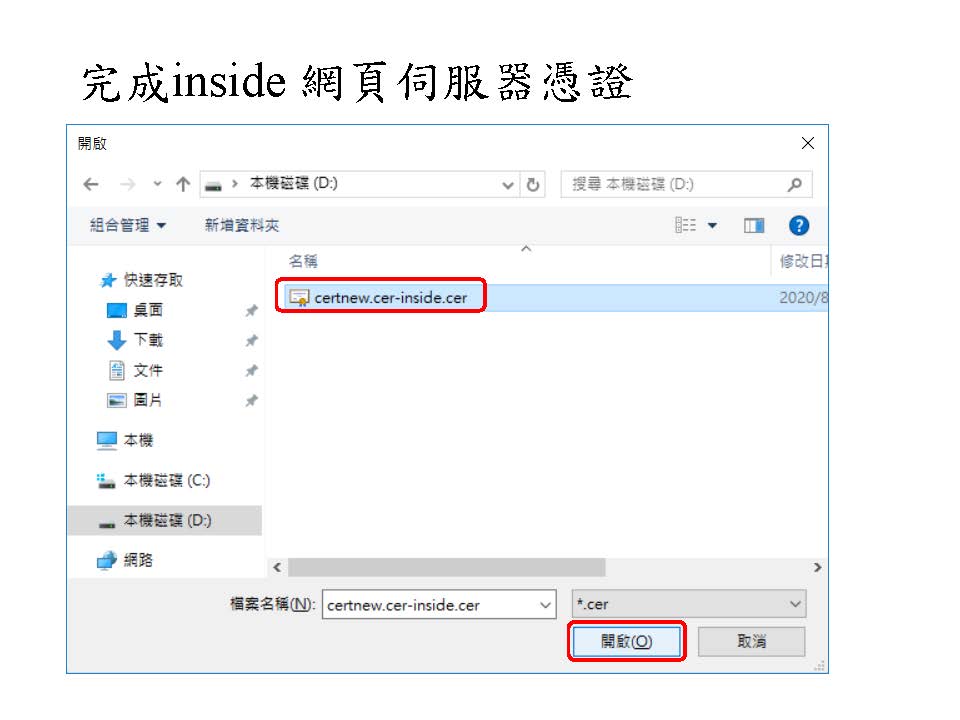 完成inside 網頁伺服器憑證
開啟
本機磁碟 (D:)
搜尋 本機磁碟 (D:)
組合管理
新增資料夾
名稱
修改日期
快速存取
certnew.cer-inside.cer
2020/8
桌面
下載
文件
圖片
本機
本機磁碟 (C:)
本機磁碟 (D:)
網路
檔案名稱(N):
certnew.cer-inside.cer
*.cer
開啟(O)
取消